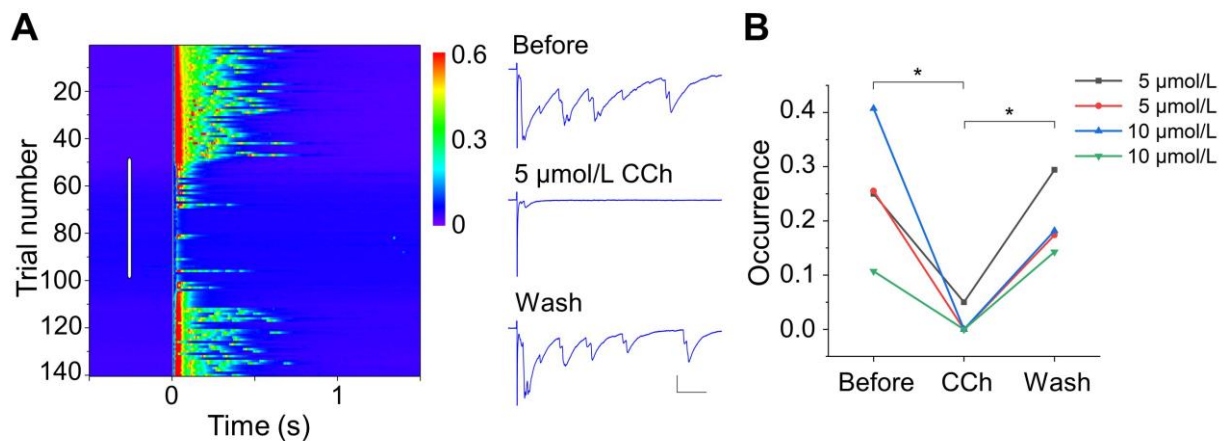 A
Trial number
20
40
60
80
100
120
140
0
1
Time (s)
0.6
0.3
0
Before
5 µmol/L CCh
Wash
B
Occurrence
0.4
0.3
0.2
0.1
0.0
Before CCh Wash
*
*
5 µmol/L
5 µmol/L
10 µmol/L
10 µmol/L